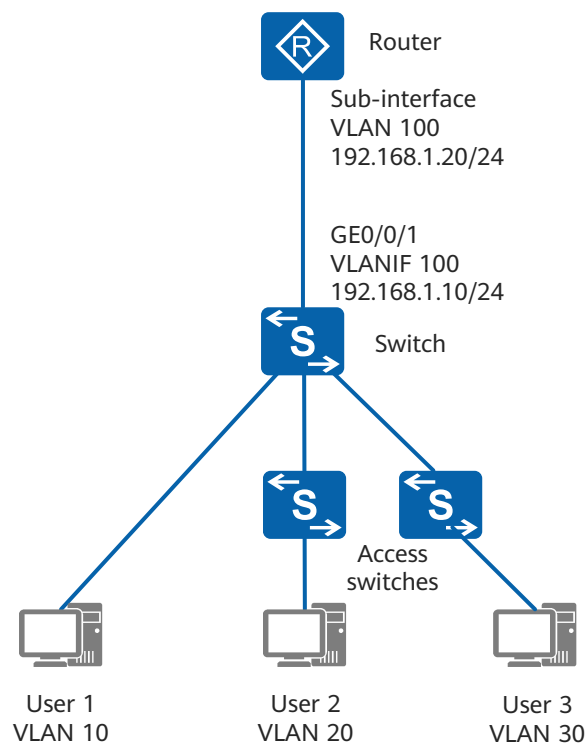 R
Router
Sub-interface
VLAN 100
192.168.1.20/24
GE0/0/1
VLANIF 100
192.168.1.10/24
S
Switch
S
S
Access
switches
User 1
VLAN 10
User 2
VLAN 20
User 3
VLAN 30